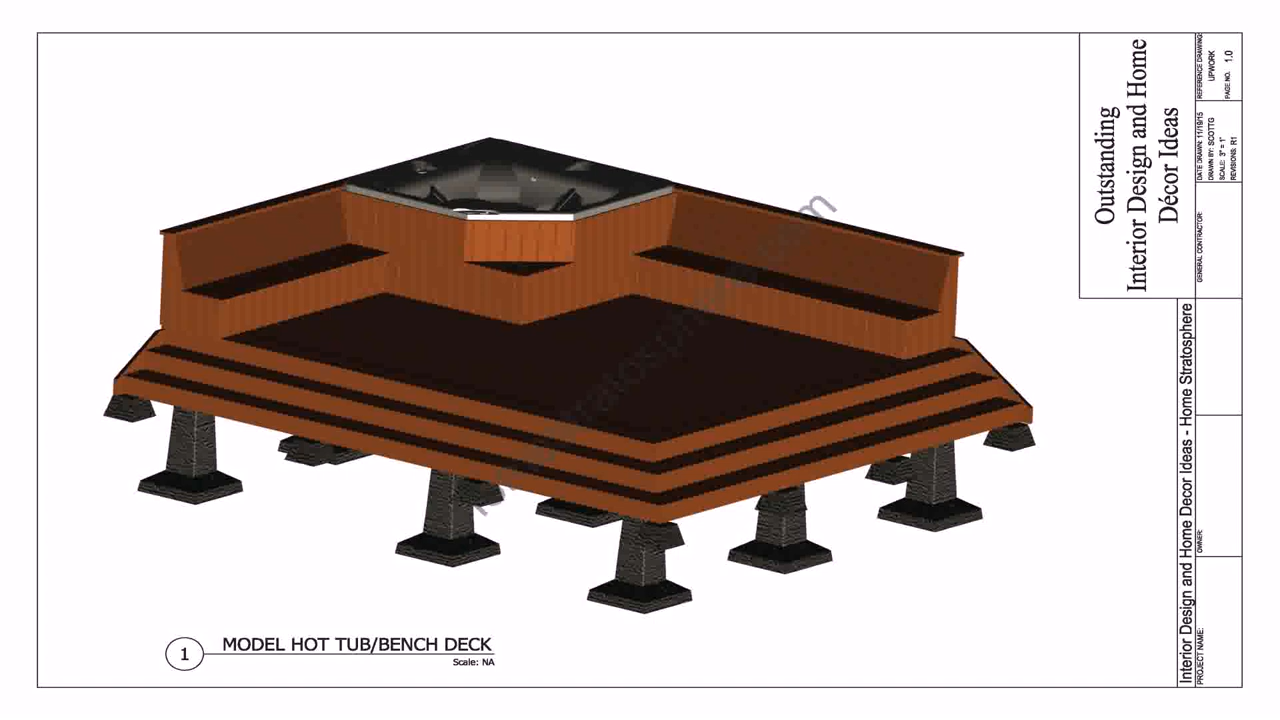 Outstanding
Interior Design and Home
Décor Ideas
REFERENCE DRAWING:
UPWORK
PAGE NO. 1.0
DATE DRAWN: 11/19/15
DRAWN BY: SCOTTG
SCALE: 3" = 1'
REVISIONS: R1
GENERAL CONTRACTOR:
OWNER:
Interior Design and Home Decor Ideas - Home Stratosphere
PROJECT NAME:
1
MODEL HOT TUB/BENCH DECK
Scale: NA